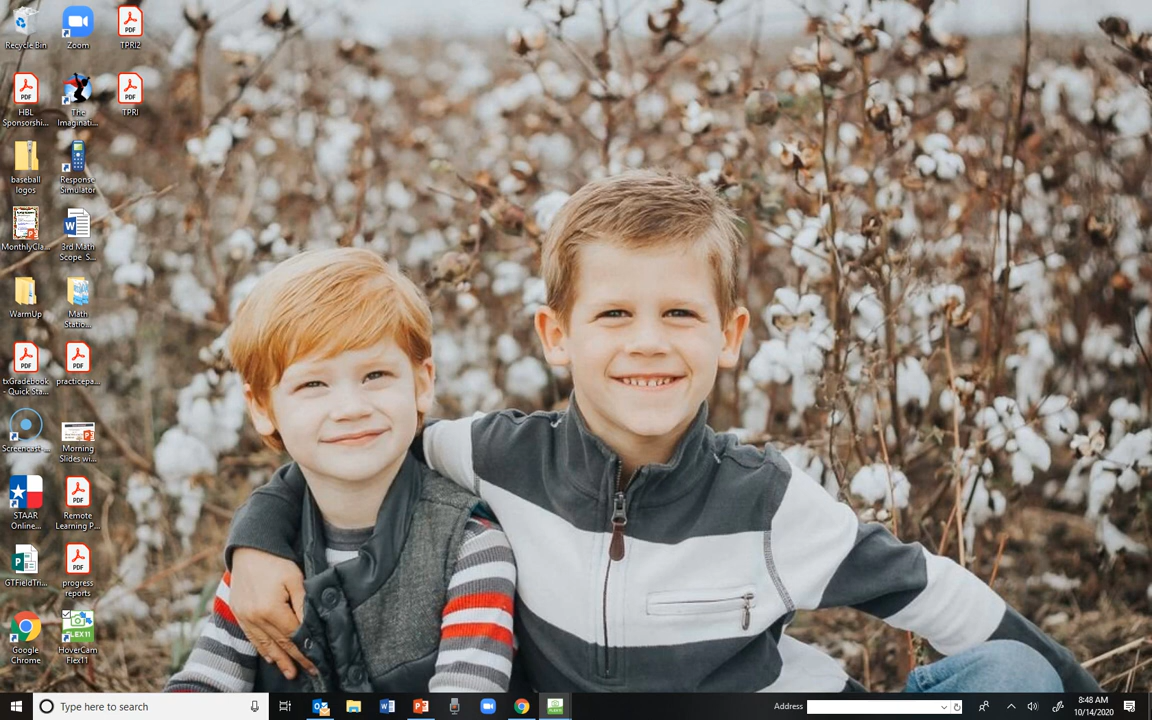 Recycle Bin
Zoom
TPRI2
HBL
Sponsorshi...
The
Imaginati...
TPRI
baseball
logos
Response
Simulator
MonthlyCla...
3rd Math
Scope_S...
WarmUp
Math
Statio...
txGradebook
- Quick Sta...
practicepa...
Screencast-...
Morning
Slides wi...
STAAR
Online...
Remote
Learning P...
GTFieldTri...
progress
reports
Google
Chrome
HoverCam
Flex11
Type here to search
Address
8:48 AM
10/14/2020